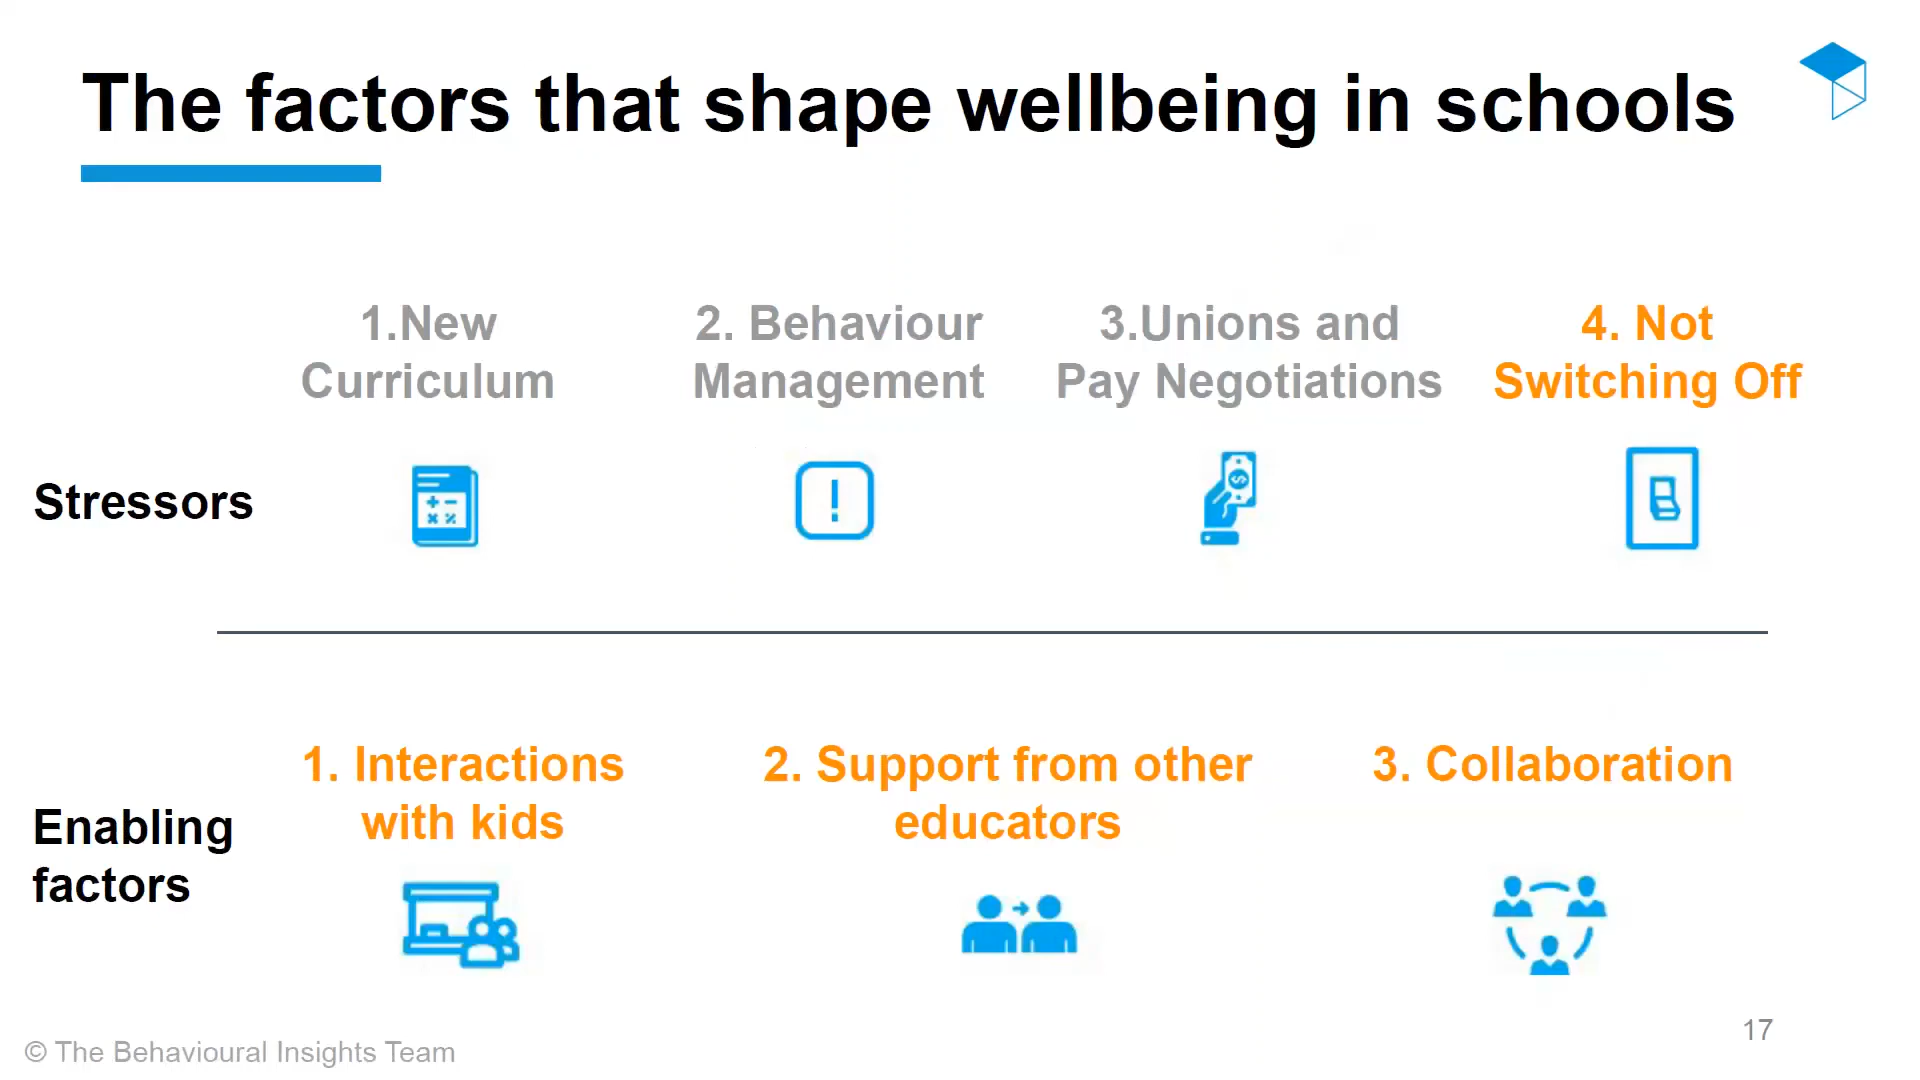 The factors that shape wellbeing in schools
1.New
Curriculum
2. Behaviour
Management
3.Unions and
Pay Negotiations
4. Not
Switching Off
Stressors
1. Interactions
with kids
2. Support from other
educators
3. Collaboration
Enabling
factors
17
© The Behavioural Insights Team